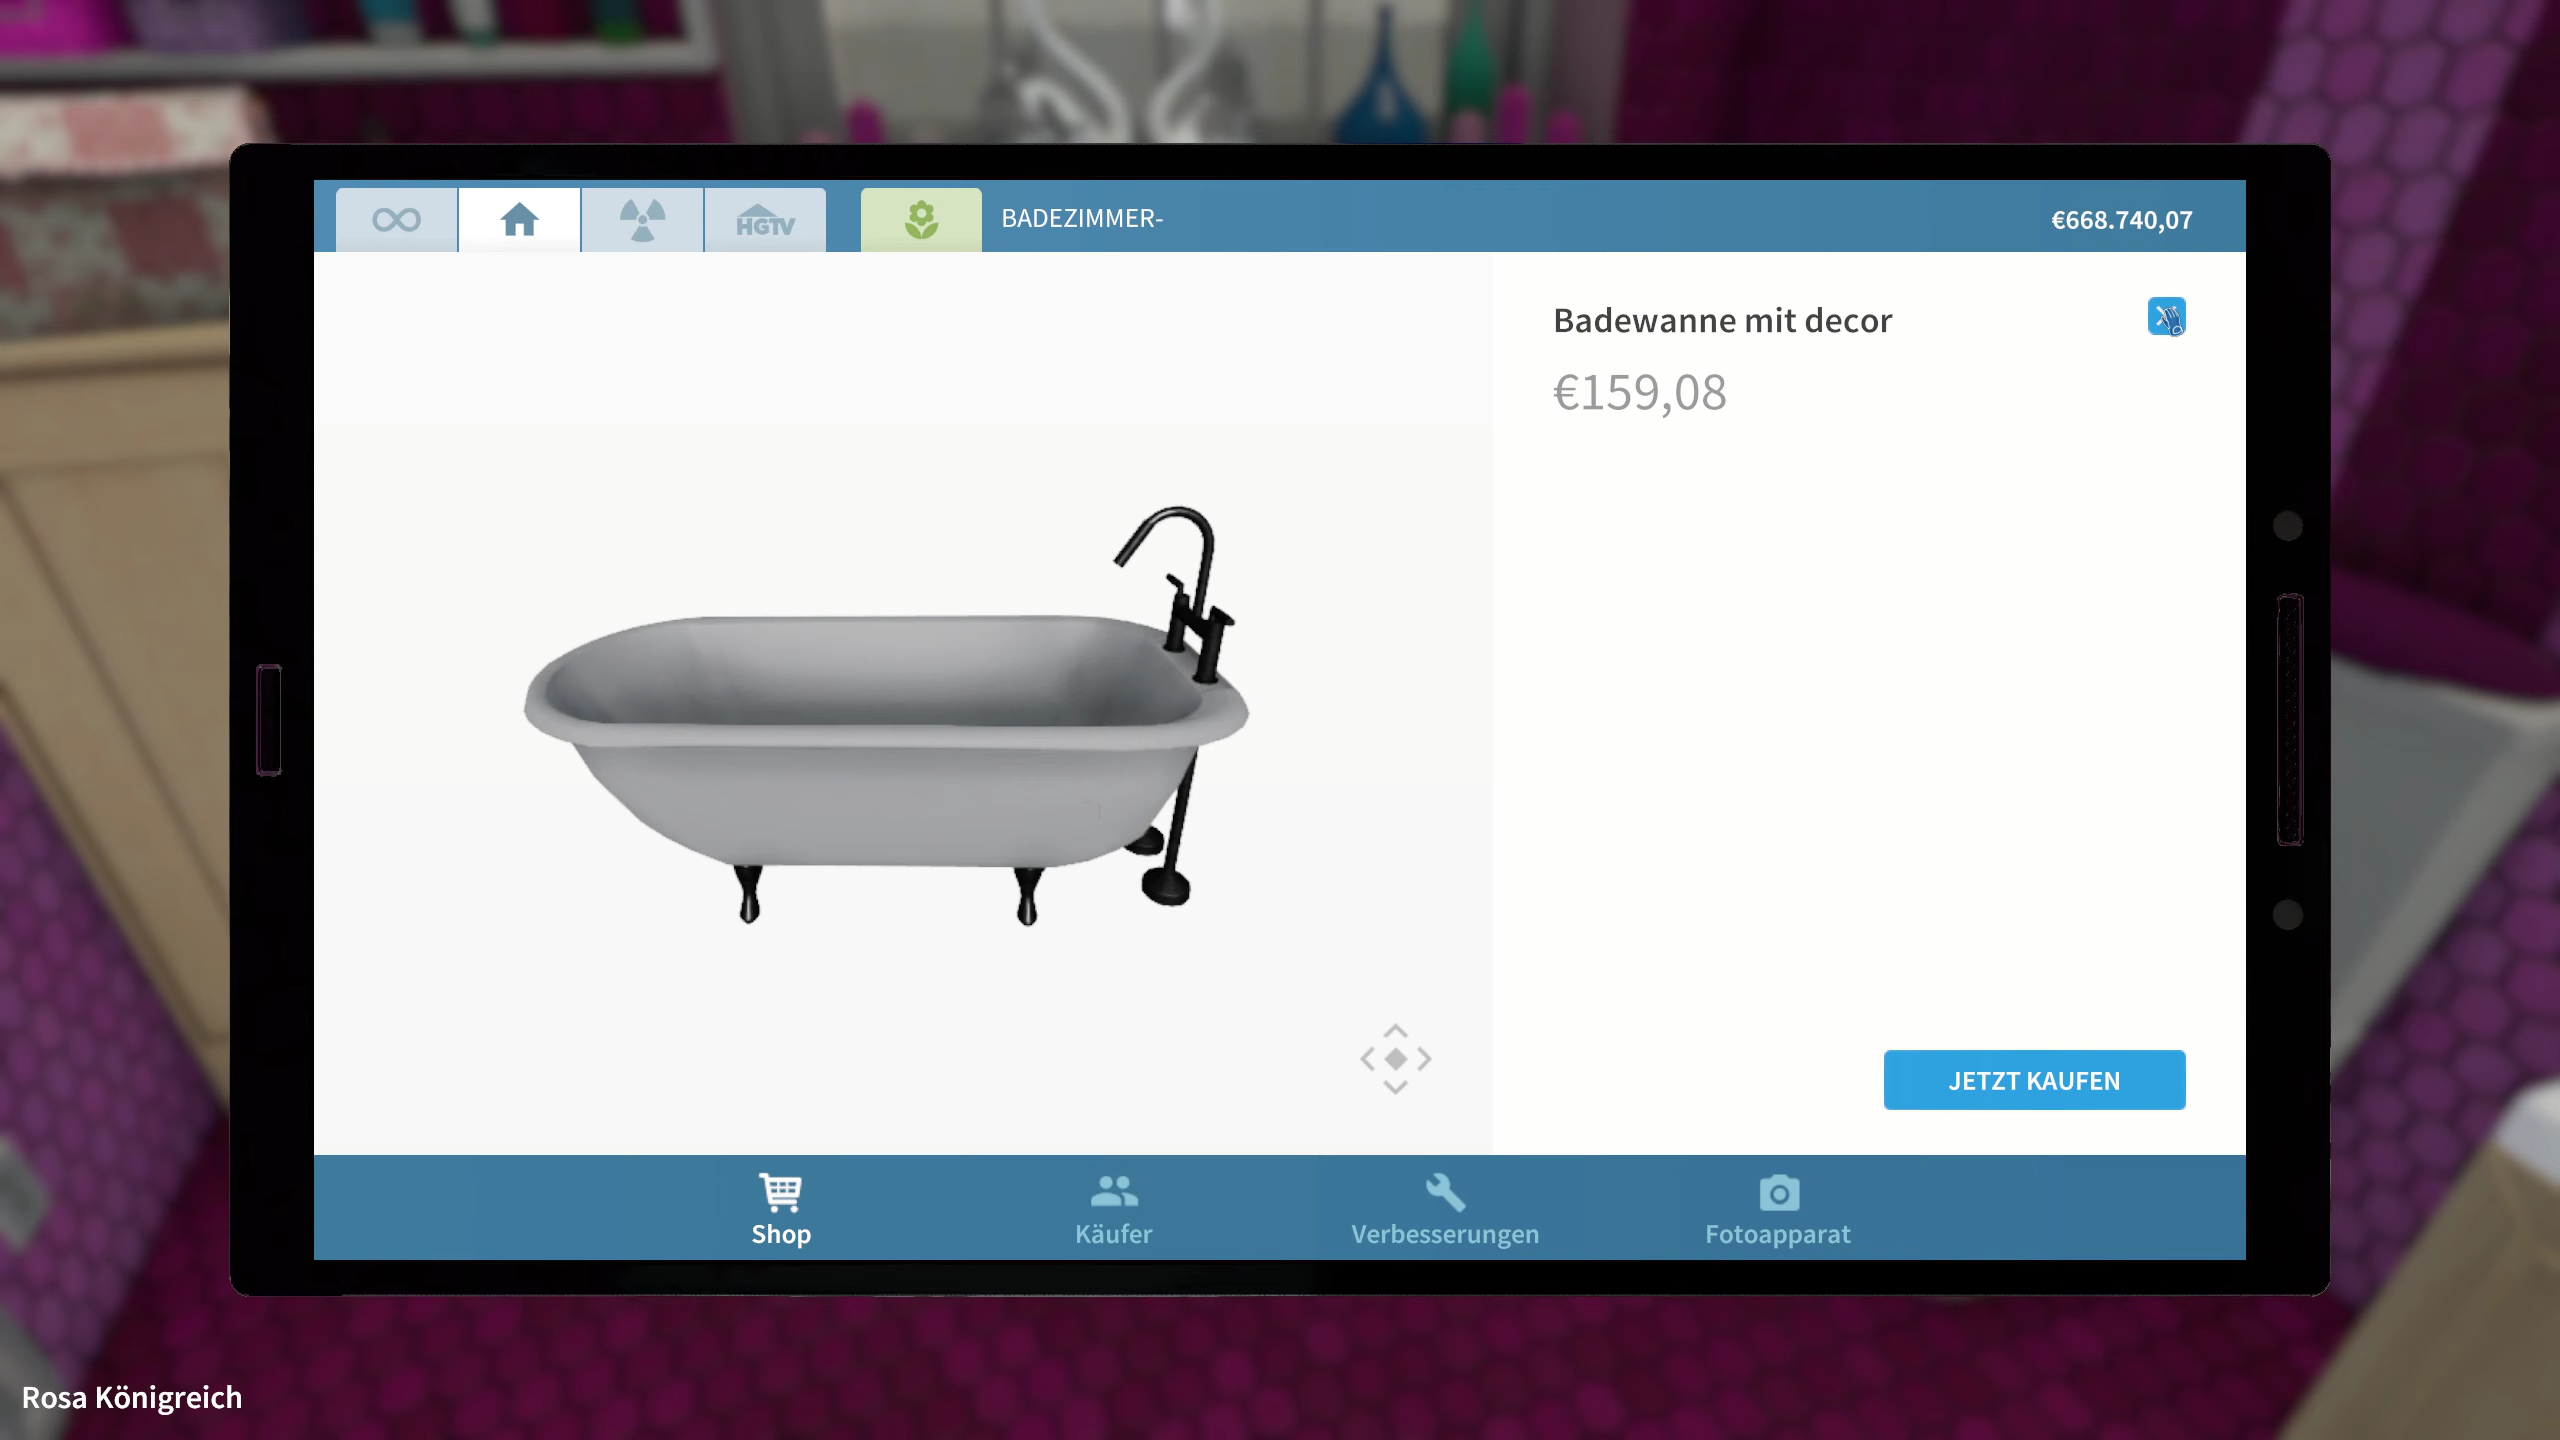 HGTV
BADEZIMMER-
€668.740,07
Badewanne mit decor
€159,08
JETZT KAUFEN
Shop
Käufer
Verbesserungen
Fotoapparat
Rosa Königreich